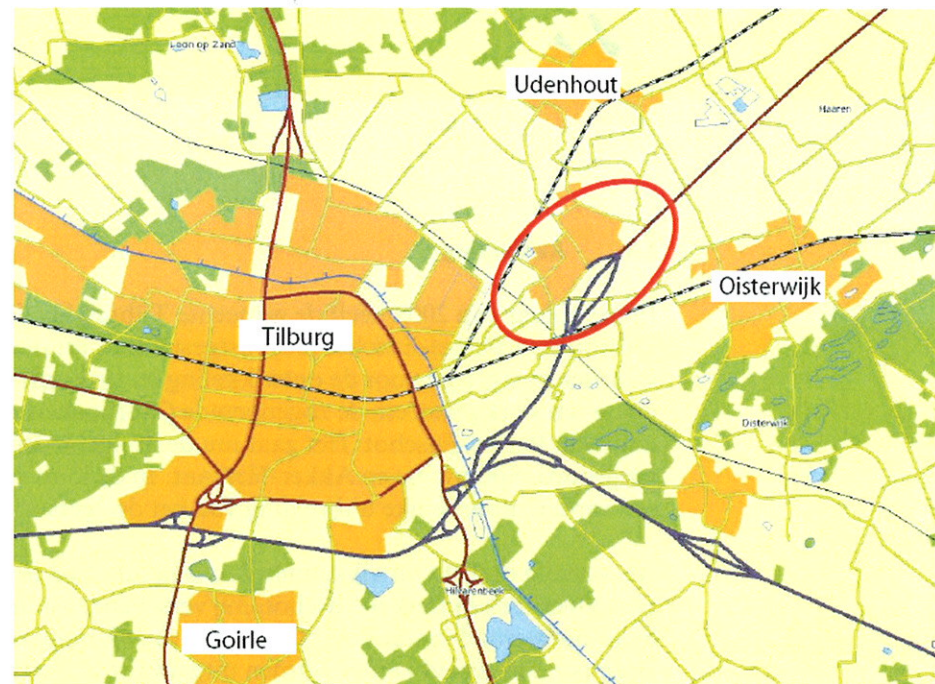 Loon op Zand
Udenhout
Haaren
Oisterwijk
Tilburg
Oisterwijk
Hilvarenbeek
Goirle